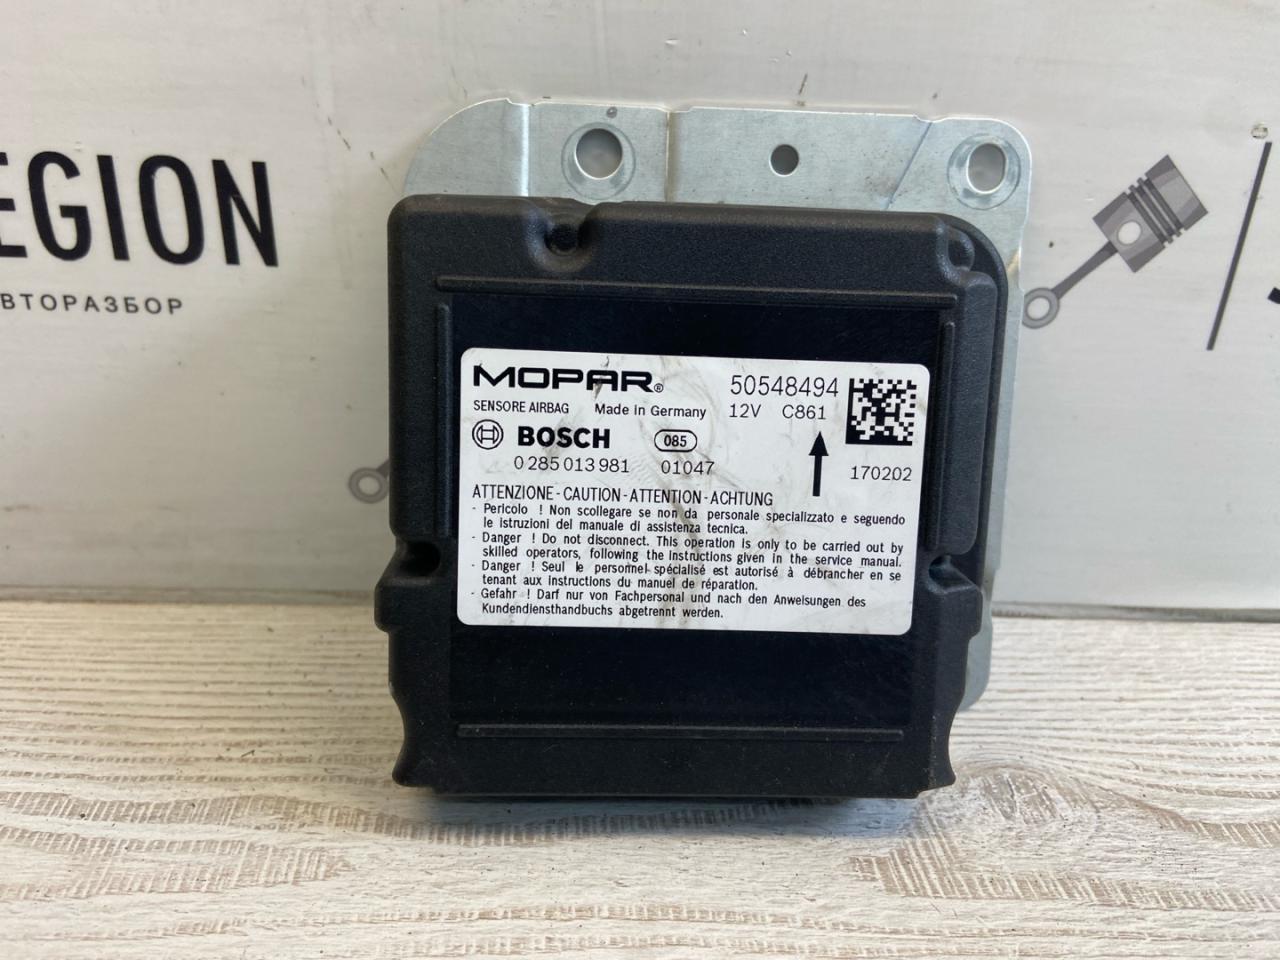 EGION
ВТОРАЗБОР
MOPAR®
50548494
SENSORE AIRBAG Made in Germany 12V C861
BOSCH 085
0 285 013 981 01047
170202
ATTENZIONE - CAUTION - ATTENTION - ACHTUNG
- Pericolo ! Non scollegare se non da personale specializzato e seguendo
le istruzioni del manuale di assistenza tecnica.
- Danger ! Do not disconnect. This operation is only to be carried out by
skilled operators, following the instructions given in the service manual.
- Danger ! Seul le personnel spécialisé est autorisé à débrancher en se
tenant aux instructions du manuel de réparation.
- Gefahr ! Darf nur von Fachpersonal und nach den Anweisungen des
Kundendiensthandbuchs abgetrennt werden.